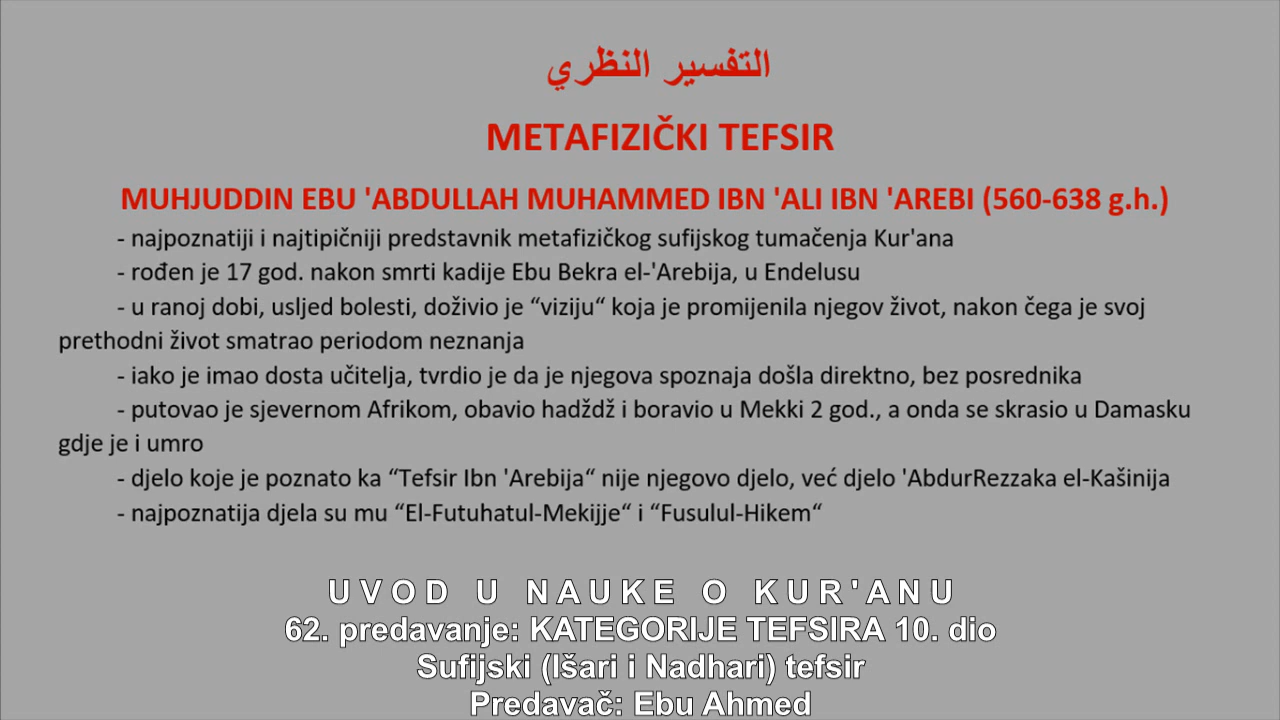 التفسير النظري
METAFIZIČKI TEFSIR
MUHJUDDIN EBU 'ABDULLAH MUHAMMED IBN 'ALI IBN 'AREBI (560-638 g.h.)
- najpoznatiji i najtipičniji predstavnik metafizičkog sufijskog tumačenja Kur'ana
- rođen je 17 god. nakon smrti kadije Ebu Bekra el-'Arebija, u Endelusu
- u ranoj dobi, usljed bolesti, doživio je “viziju“ koja je promijenila njegov život, nakon čega je svoj
prethodni život smatrao periodom neznanja
- iako je imao dosta učitelja, tvrdio je da je njegova spoznaja došla direktno, bez posrednika
- putovao je sjevernom Afrikom, obavio hadždž i boravio u Mekki 2 god., a onda se skrasio u Damasku
gdje je i umro
- djelo koje je poznato ka “Tefsir Ibn 'Arebija“ nije njegovo djelo, već djelo 'AbdurRezzaka el-Kašinija
- najpoznatija djela su mu “El-Futuhatul-Mekijje“ i “Fusulul-Hikem“
U V O D U N A U K E O K U R ' A N U
62. predavanje: KATEGORIJE TEFSIRA 10. dio
Sufijski (Išari i Nadhari) tefsir
Predavač: Ebu Ahmed